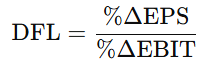 DFL = %ΔEPS / %ΔEBIT